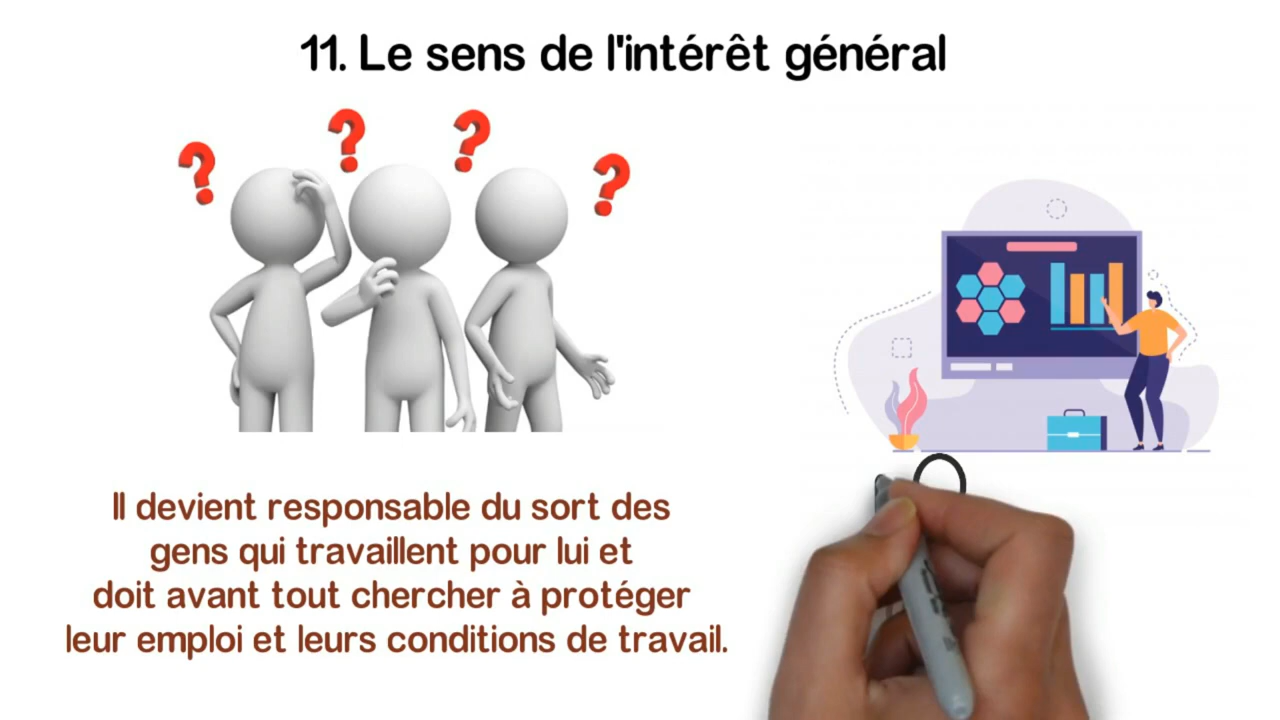 11. Le sens de l'intérêt général
? ? ? ?
Il devient responsable du sort des
gens qui travaillent pour lui et
doit avant tout chercher à protéger
leur emploi et leurs conditions de travail.